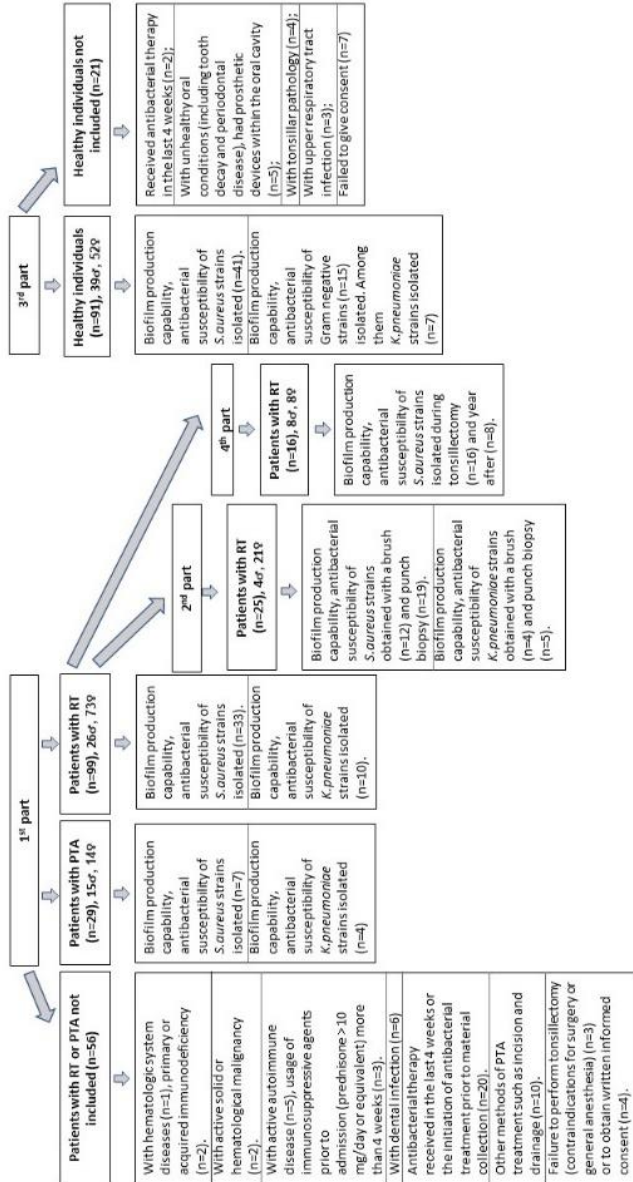 1st part
Patients with RT or PTA not
included (n=56)
With hematologic system
diseases (n=1), primary or
acquired immunodeficiency
(n=2).
With active solid or
hematological malignancy
(n=2).
With active autoimmune
disease (n=5), usage of
immunosuppressive agents
prior to
admission (prednisone >10
mg/day or equivalent) more
than 4 weeks (n=3).
With dental infection (n=6)
Antibacterial therapy
received in the last 4 weeks or
the initiation of antibacterial
treatment prior to material
collection (n=20).
Other methods of PTA
treatment such as incision and
drainage (n=10).
Failure to perform tonsillectomy
(contraindications for surgery or
general anesthesia) (n=3)
or to obtain written informed
consent (n=4).
Patients with PTA
(n=29), 15♂, 14♀
Biofilm production
capability,
antibacterial
susceptibility of
S.aureus strains
isolated (n=7)
Biofilm production
capability,
antibacterial
susceptibility of
K.pneumoniae
strains isolated
(n=4)
Patients with RT
(n=99), 26♂, 73♀
Biofilm production
capability,
antibacterial
susceptibility of
S.aureus strains
isolated (n=33).
Biofilm production
capability,
antibacterial
susceptibility of
K.pneumoniae
strains isolated
(n=10).
2nd part
Patients with RT
(n=25), 4♂, 21♀
Biofilm production
capability, antibacterial
susceptibility of
S.aureus strains
obtained with a brush
(n=12) and punch
biopsy (n=19).
Biofilm production
capability, antibacterial
susceptibility of
K.pneumoniae strains
obtained with a brush
(n=4) and punch biopsy
(n=5).
4th part
Patients with RT
(n=16), 8♂, 8♀
Biofilm production
capability,
antibacterial
susceptibility of
S.aureus strains
isolated during
tonsillectomy
(n=16) and year
after (n=8).
3rd part
Healthy individuals
(n=91), 39♂, 52♀
Biofilm production
capability,
antibacterial
susceptibility of
S.aureus strains
isolated (n=41).
Biofilm production
capability,
antibacterial
susceptibility of
Gram negative
strains (n=15)
isolated. Among
them
K.pneumoniae
strains isolated
(n=7)
Healthy individuals not
included (n=21)
Received antibacterial therapy
in the last 4 weeks (n=2);
With unhealthy oral
conditions (including tooth
decay and periodontal
disease), had prosthetic
devices within the oral cavity
(n=5);
With tonsillar pathology (n=4);
With upper respiratory tract
infection (n=3);
Failed to give consent (n=7)